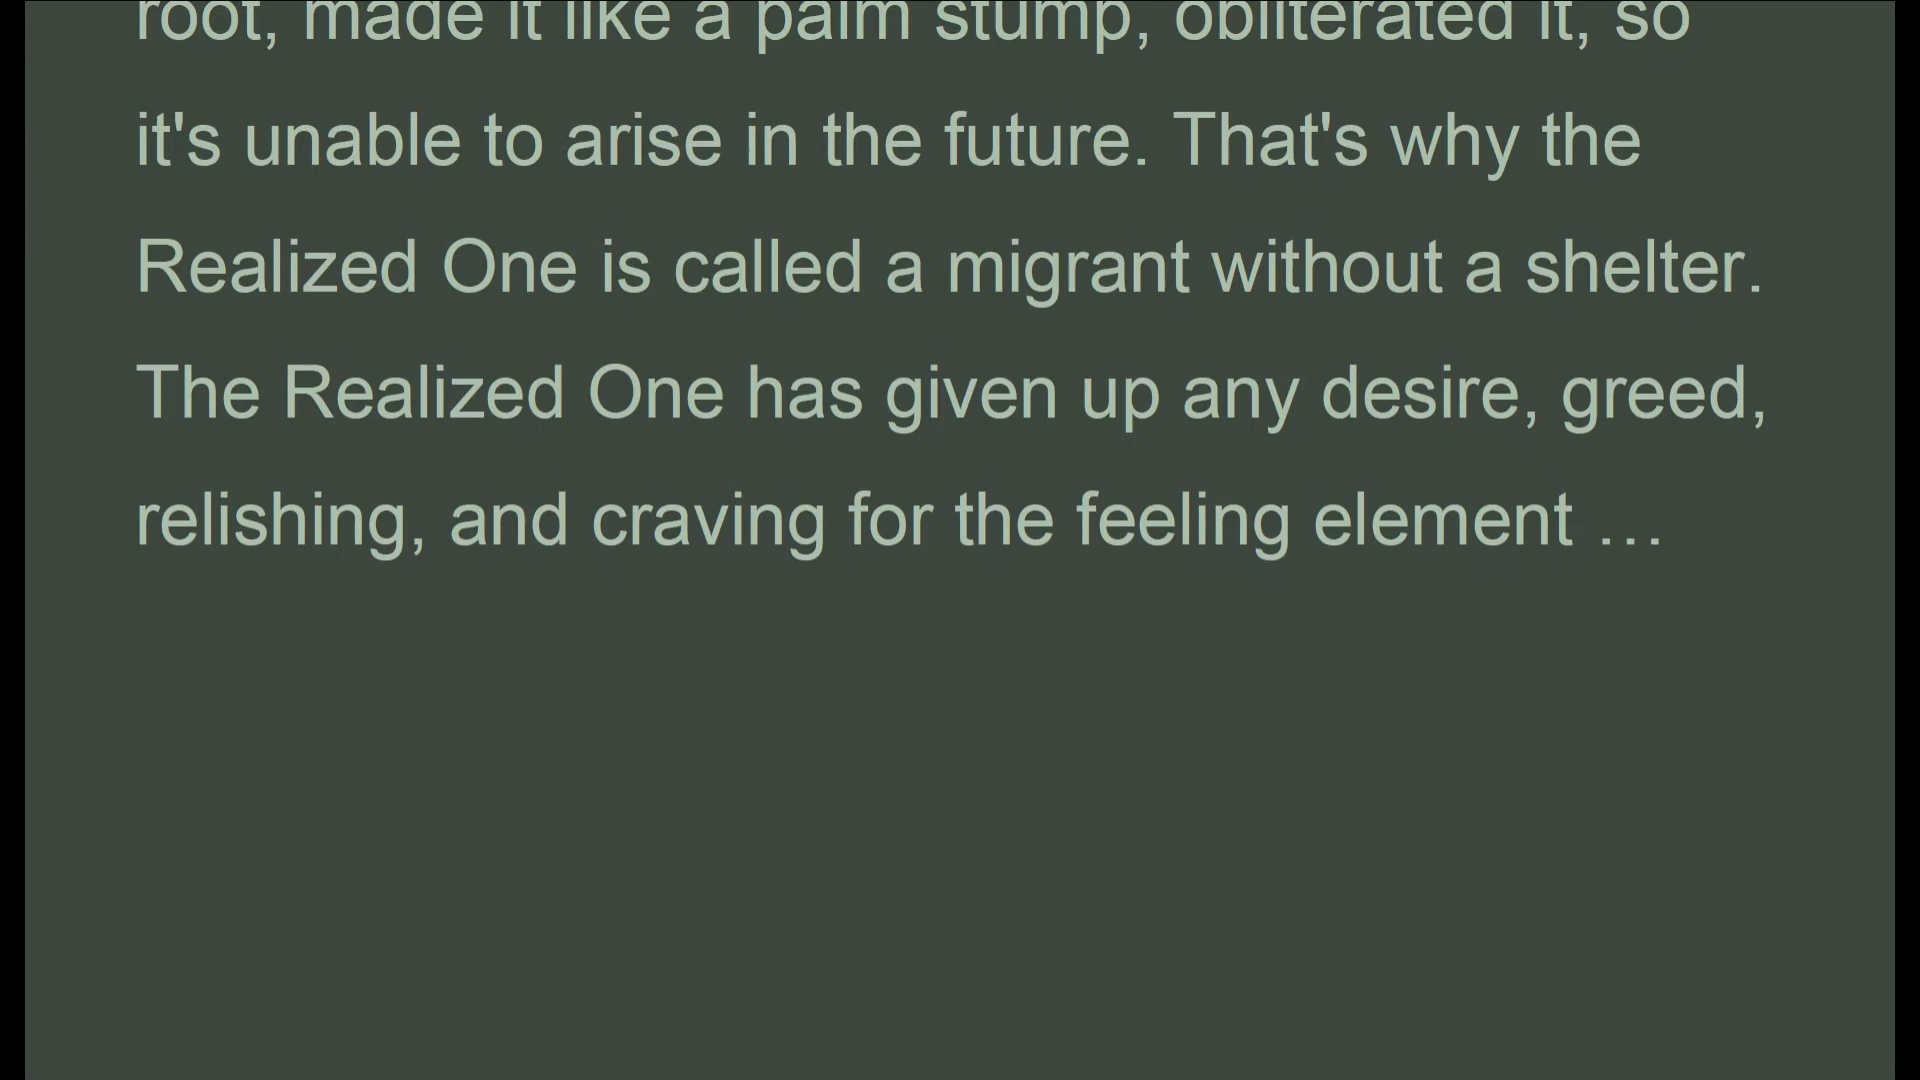 root, made it like a palm stump, obliterated it, so
it's unable to arise in the future. That's why the
Realized One is called a migrant without a shelter.
The Realized One has given up any desire, greed,
relishing, and craving for the feeling element …